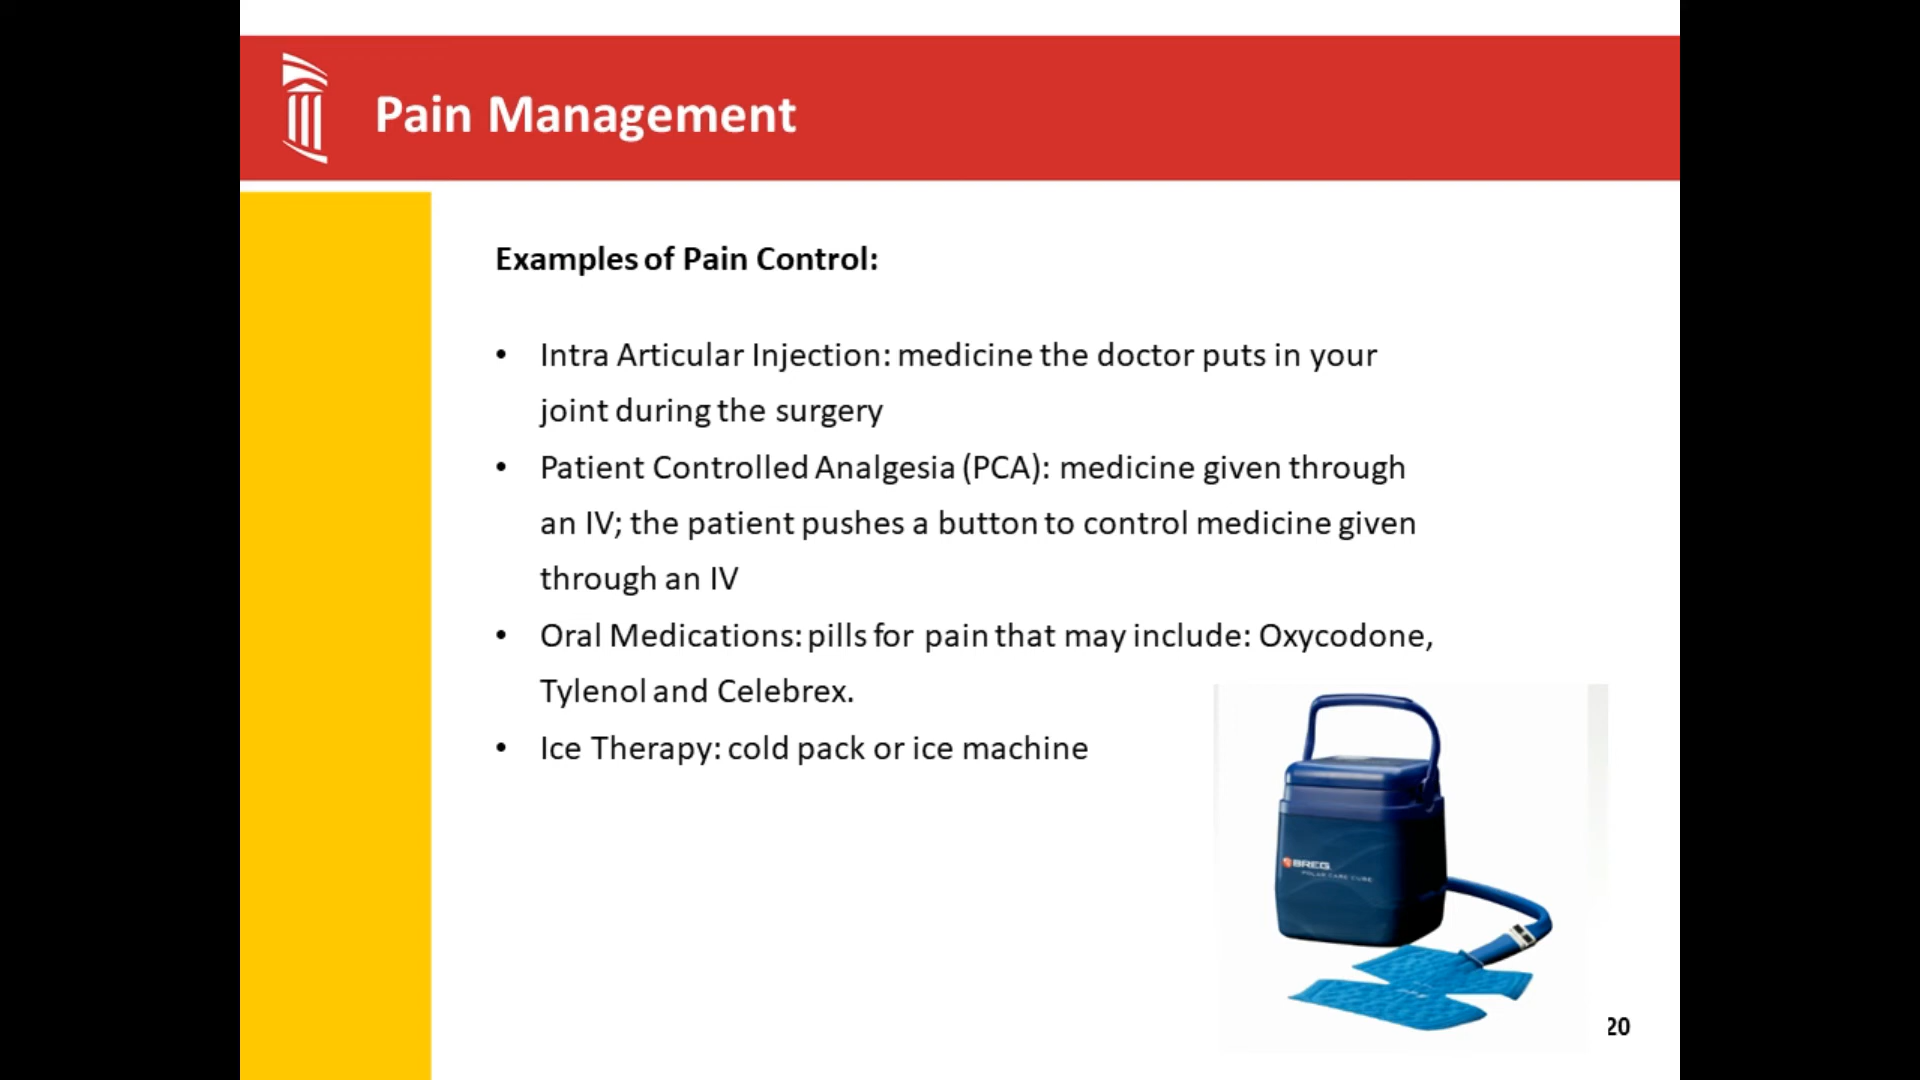 Pain Management
Examples of Pain Control:
• Intra Articular Injection: medicine the doctor puts in your
joint during the surgery
• Patient Controlled Analgesia (PCA): medicine given through
an IV; the patient pushes a button to control medicine given
through an IV
• Oral Medications: pills for pain that may include: Oxycodone,
Tylenol and Celebrex.
• Ice Therapy: cold pack or ice machine
BREG
POLAR CARE CUBE
20